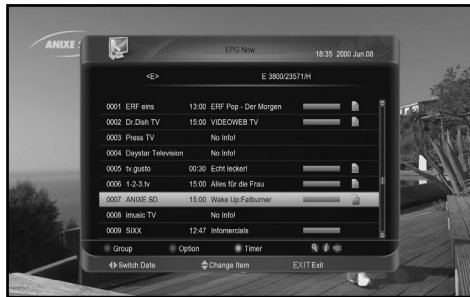 ANIXE
EPG Now
18:35 2000 Jun.08
<E>
E 3800/23571/H
0001 ERF eins 13:00 ERF Pop - Der Morgen
0002 Dr.Dish TV 15:00 VIDEOWEB TV
0003 Press TV No Info!
0004 Daystar Television No Info!
0005 tv.gusto 00:30 Echt lecker!
0006 1-2-3.tv 15:00 Alles für die Frau
0007 ANIXE SD 15:00 Wake Up:Fatburner
0008 imusic TV No Info!
0009 SIXX 12:47 Infomercials
Group Option Timer
Switch Date Change Item EXIT Exit